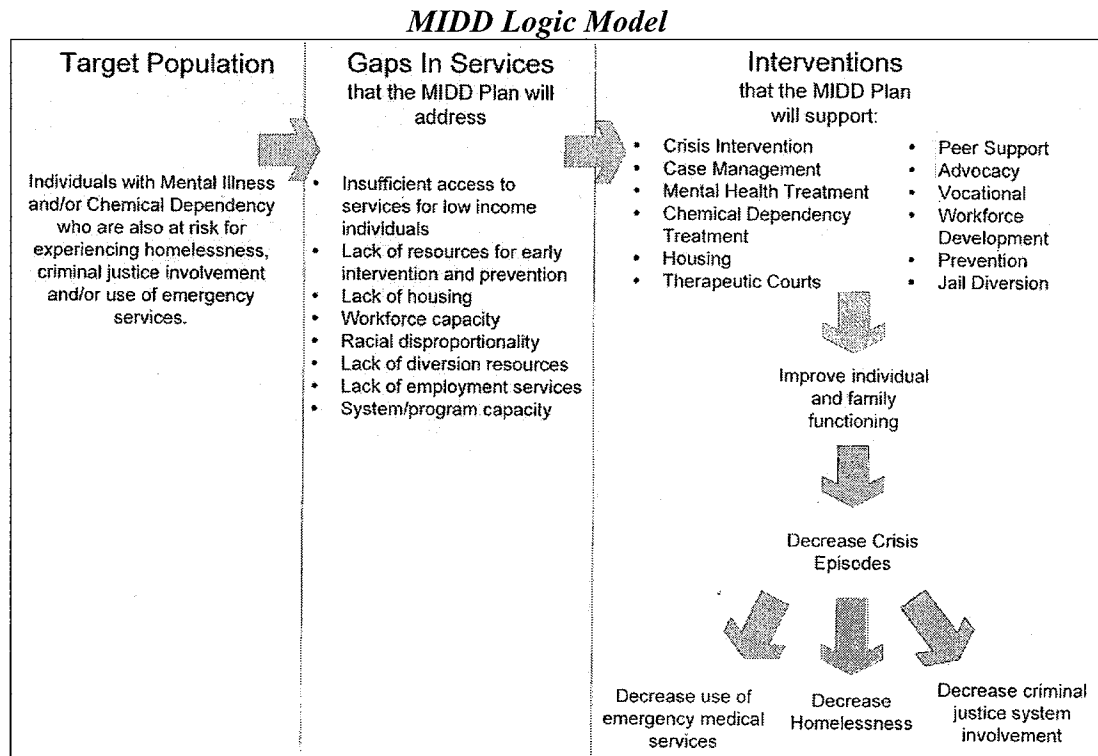 MIDD Logic Model
Target Population
Individuals with Mental Illness
and/or Chemical Dependency
who are also at risk for
experiencing homelessness,
criminal justice involvement
and/or use of emergency
services.
Gaps In Services
that the MIDD Plan will
address
• Insufficient access to
services for low income
individuals
• Lack of resources for early
intervention and prevention
• Lack of housing
• Workforce capacity
• Racial disproportionality
• Lack of diversion resources
• Lack of employment services
• System/program capacity
Interventions
that the MIDD Plan
will support:
• Crisis Intervention
• Case Management
• Mental Health Treatment
• Chemical Dependency
Treatment
• Housing
• Therapeutic Courts
• Peer Support
• Advocacy
• Vocational
• Workforce
Development
• Prevention
• Jail Diversion
Improve individual
and family
functioning
Decrease Crisis
Episodes
Decrease use of
emergency medical
services
Decrease
Homelessness
Decrease criminal
justice system
involvement